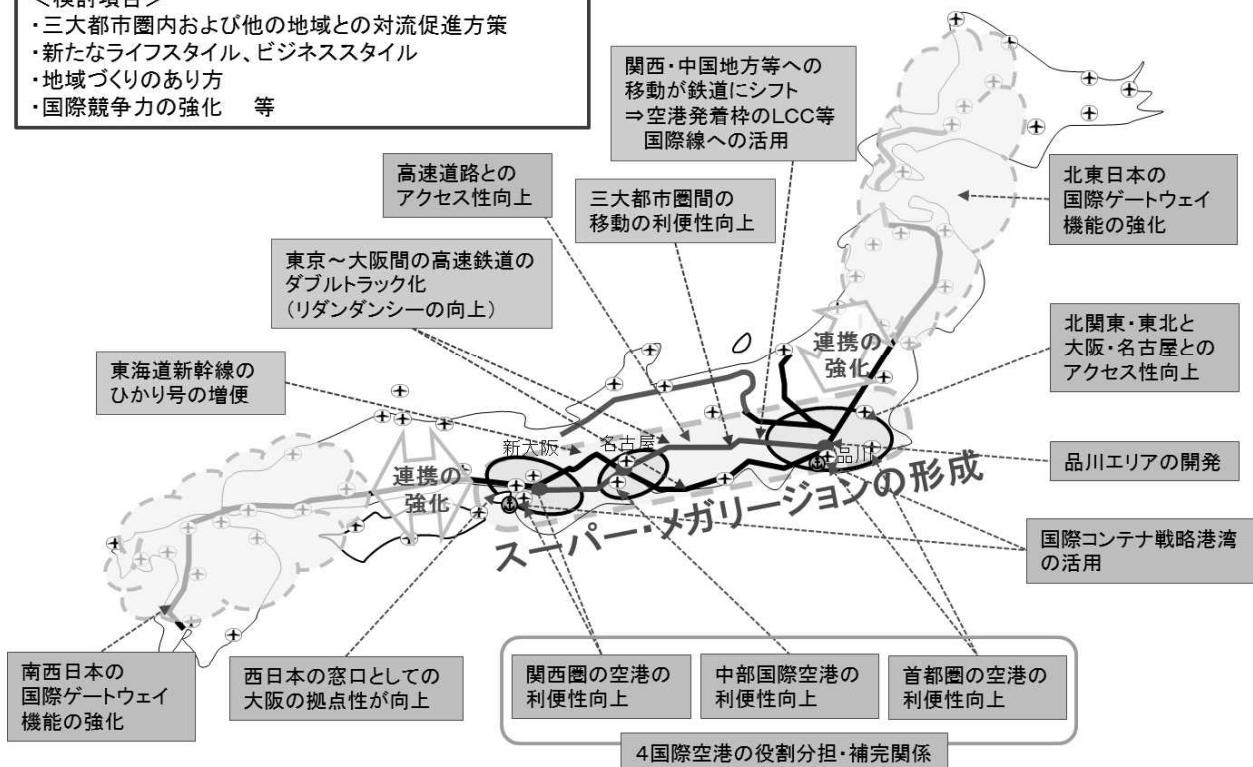 ＜検討項目＞
・三大都市圏内および他の地域との対流促進方策
・新たなライフスタイル、ビジネススタイル
・地域づくりのあり方
・国際競争力の強化　等
関西・中国地方等への
移動が鉄道にシフト
⇒空港発着枠のLCC等
国際線への活用
高速道路との
アクセス性向上
三大都市圏間の
移動の利便性向上
北東日本の
国際ゲートウェイ
機能の強化
東京～大阪間の高速鉄道の
ダブルトラック化
（リダンダンシーの向上）
連携の
強化
北関東・東北と
大阪・名古屋との
アクセス性向上
東海道新幹線の
ひかり号の増便
新大阪
名古屋
品川
連携の
強化
品川エリアの開発
スーパー・メガリージョンの形成
国際コンテナ戦略港湾
の活用
南西日本の
国際ゲートウェイ
機能の強化
西日本の窓口としての
大阪の拠点性が向上
関西圏の空港の
利便性向上
中部国際空港の
利便性向上
首都圏の空港の
利便性向上
4国際空港の役割分担・補完関係